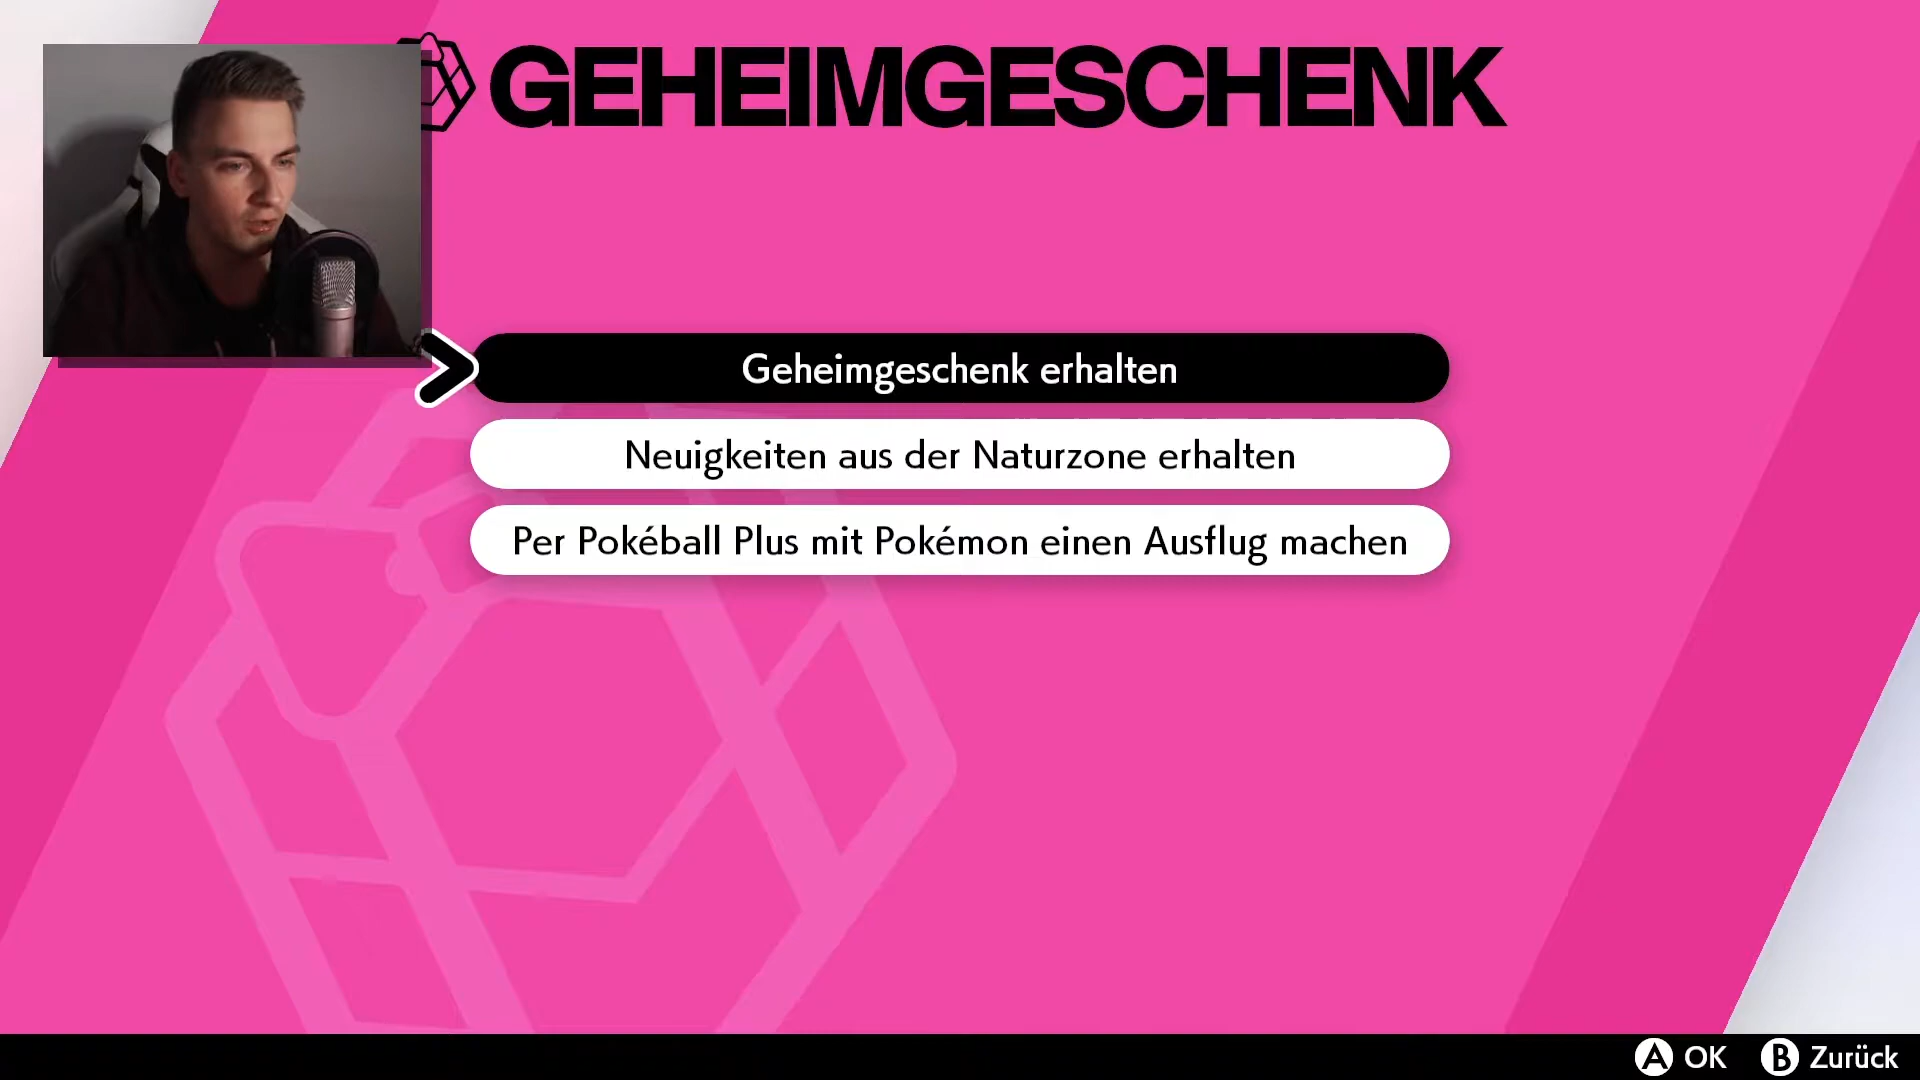 GEHEIMGESCHENK
Geheimgeschenk erhalten
Neuigkeiten aus der Naturzone erhalten
Per Pokéball Plus mit Pokémon einen Ausflug machen
A OK B Zurück